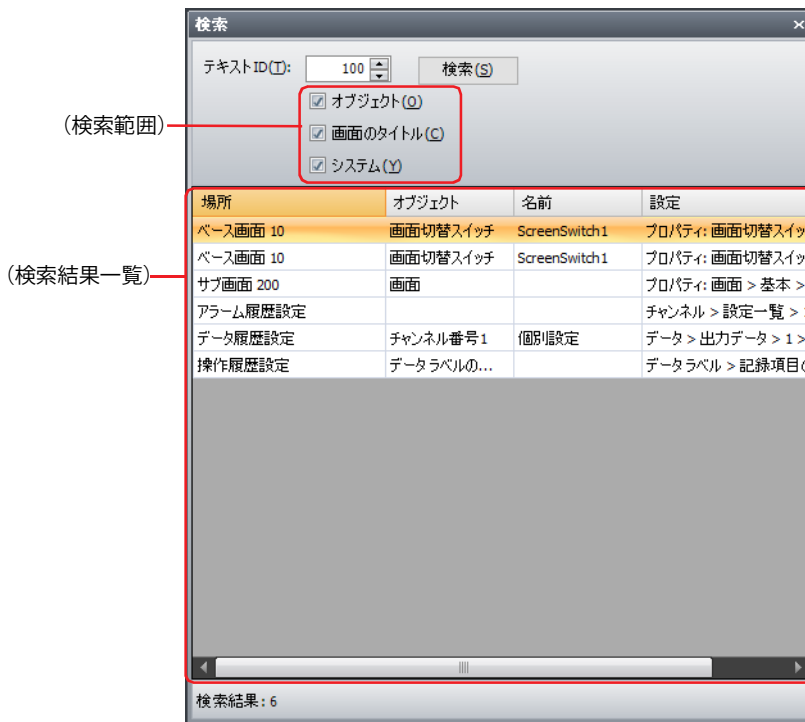 検索 ×
テキストID(T): 100 検索(S)
オブジェクト(O)
（検索範囲） 画面のタイトル(C)
システム(Y)
場所 オブジェクト 名前 設定
ベース画面 10 画面切替スイッチ ScreenSwitch1 プロパティ: 画面切替スイッ
ベース画面 10 画面切替スイッチ ScreenSwitch1 プロパティ: 画面切替スイッ
（検索結果一覧） サブ画面 200 画面 プロパティ: 画面 > 基本 >
アラーム履歴設定 チャンネル > 設定一覧 >
データ履歴設定 チャンネル番号1 個別設定 データ > 出力データ > 1 >
操作履歴設定 データラベルの... データラベル > 記録項目
検索結果: 6